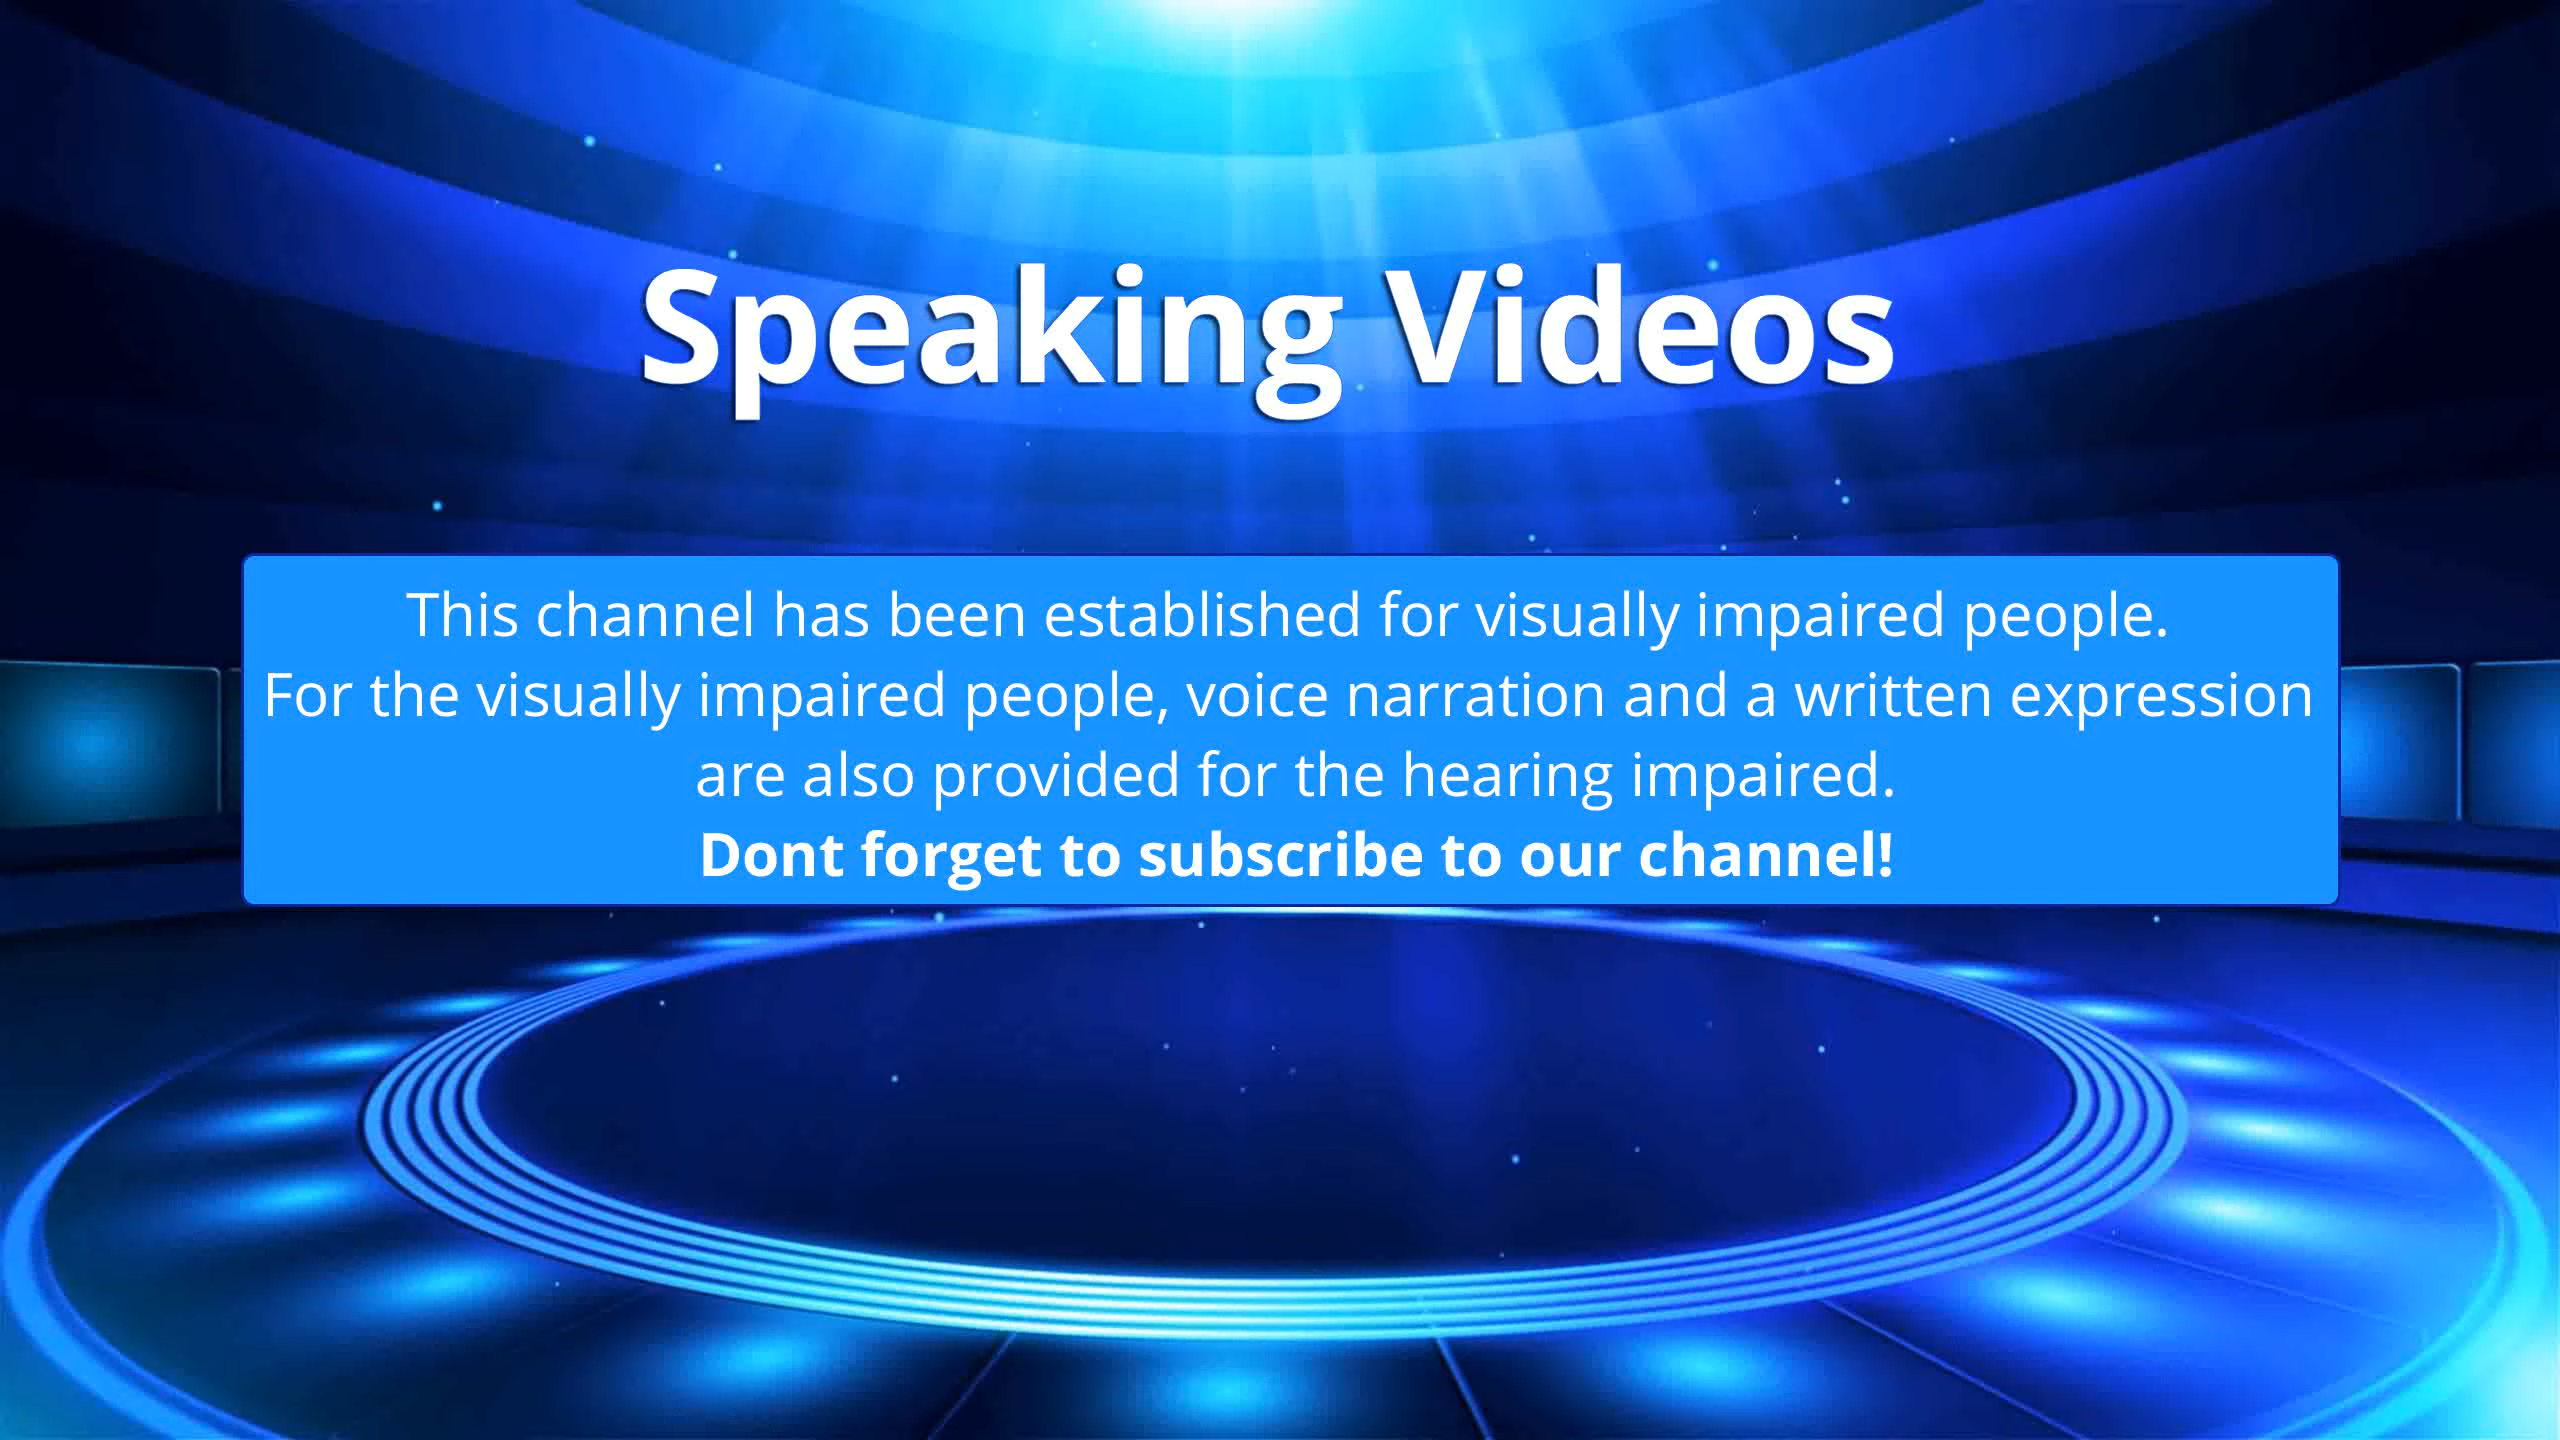 Speaking Videos
This channel has been established for visually impaired people.
For the visually impaired people, voice narration and a written expression
are also provided for the hearing impaired.
Dont forget to subscribe to our channel!